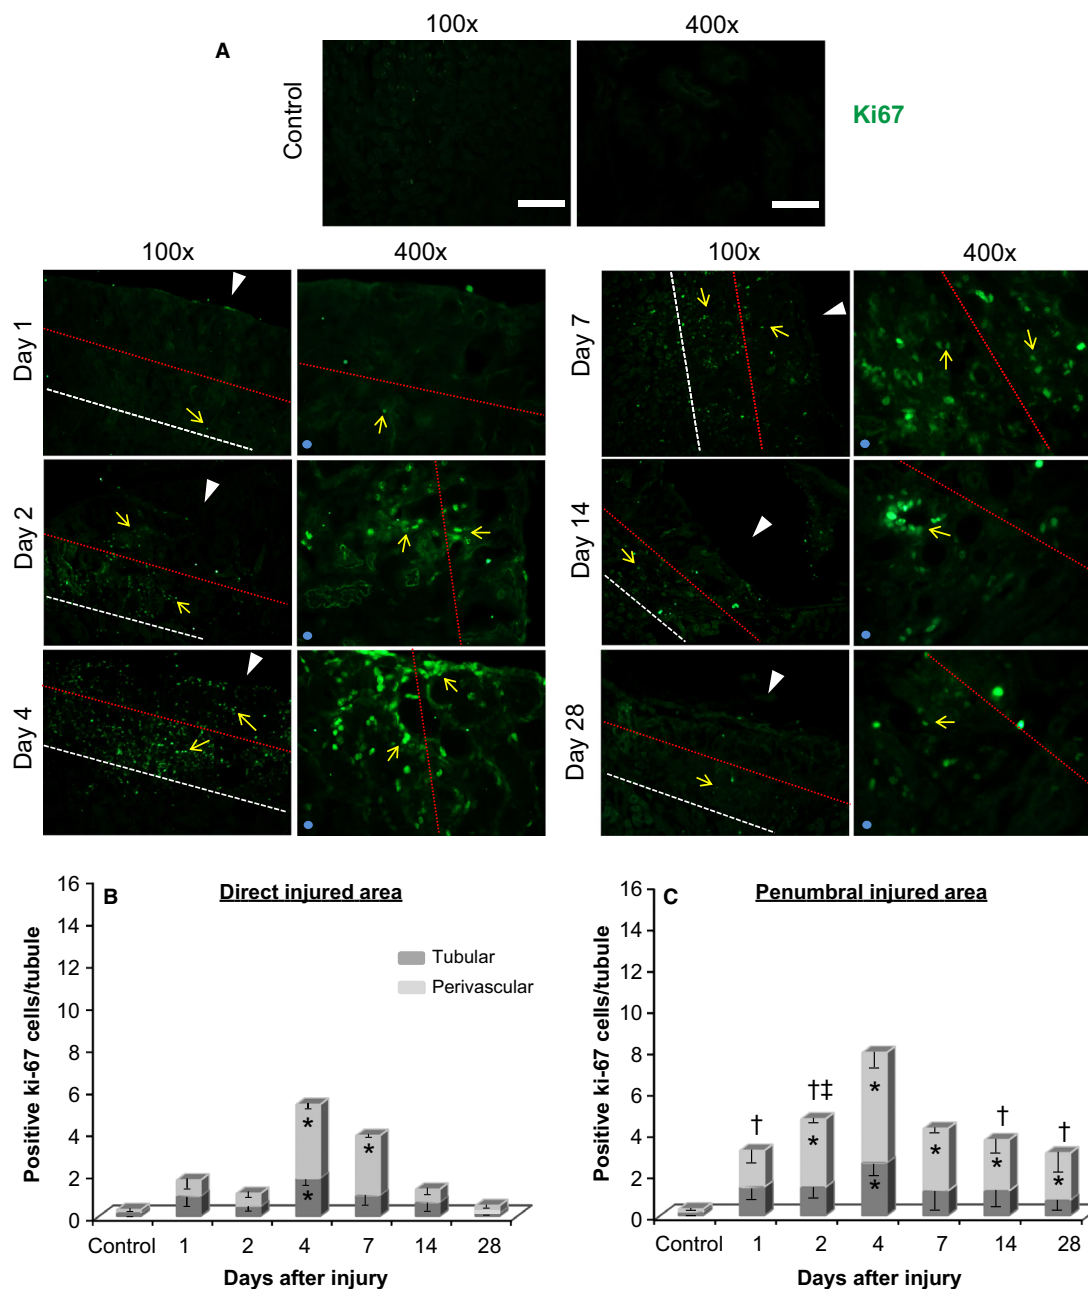 A
100x
400x
Control
Ki67
100x
400x
Day 1
Day 2
Day 4
100x
400x
Day 7
Day 14
Day 28
B
Direct injured area
Positive ki-67 cells/tubule
16
14
12
10
8
6
4
2
0
Tubular
Perivascular
*
*
*
Control 1 2 4 7 14 28
Days after injury
C
Penumbral injured area
Positive ki-67 cells/tubule
16
14
12
10
8
6
4
2
0
†
†‡
†
†
*
*
*
*
*
*
Control 1 2 4 7 14 28
Days after injury